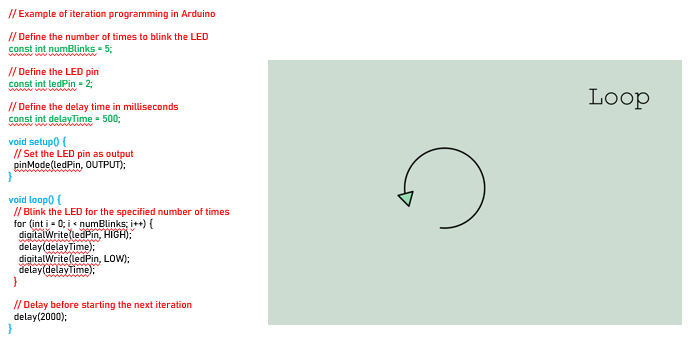 // Example of iteration programming in Arduino
// Define the number of times to blink the LED
const int numBlinks = 5;
// Define the LED pin
const int ledPin = 2;
// Define the delay time in milliseconds
const int delayTime = 500;
void setup() {
// Set the LED pin as output
pinMode(ledPin, OUTPUT);
}
void loop() {
// Blink the LED for the specified number of times
for (int i = 0; i < numBlinks; i++) {
digitalWrite(ledPin, HIGH);
delay(delayTime);
digitalWrite(ledPin, LOW);
delay(delayTime);
}
// Delay before starting the next iteration
delay(2000);
}
Loop